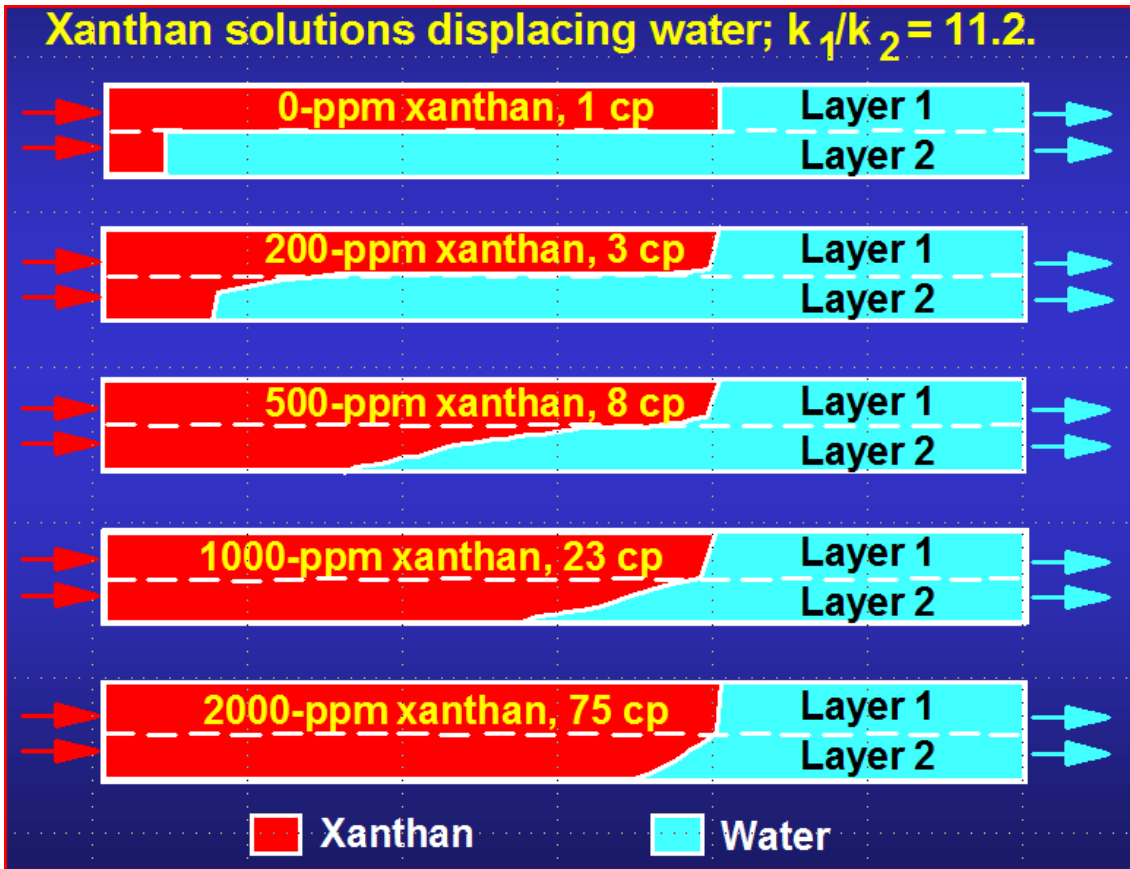 Xanthan solutions displacing water; k₁/k₂ = 11.2.
0-ppm xanthan, 1 cp Layer 1
Layer 2
200-ppm xanthan, 3 cp Layer 1
Layer 2
500-ppm xanthan, 8 cp Layer 1
Layer 2
1000-ppm xanthan, 23 cp Layer 1
Layer 2
2000-ppm xanthan, 75 cp Layer 1
Layer 2
Xanthan Water